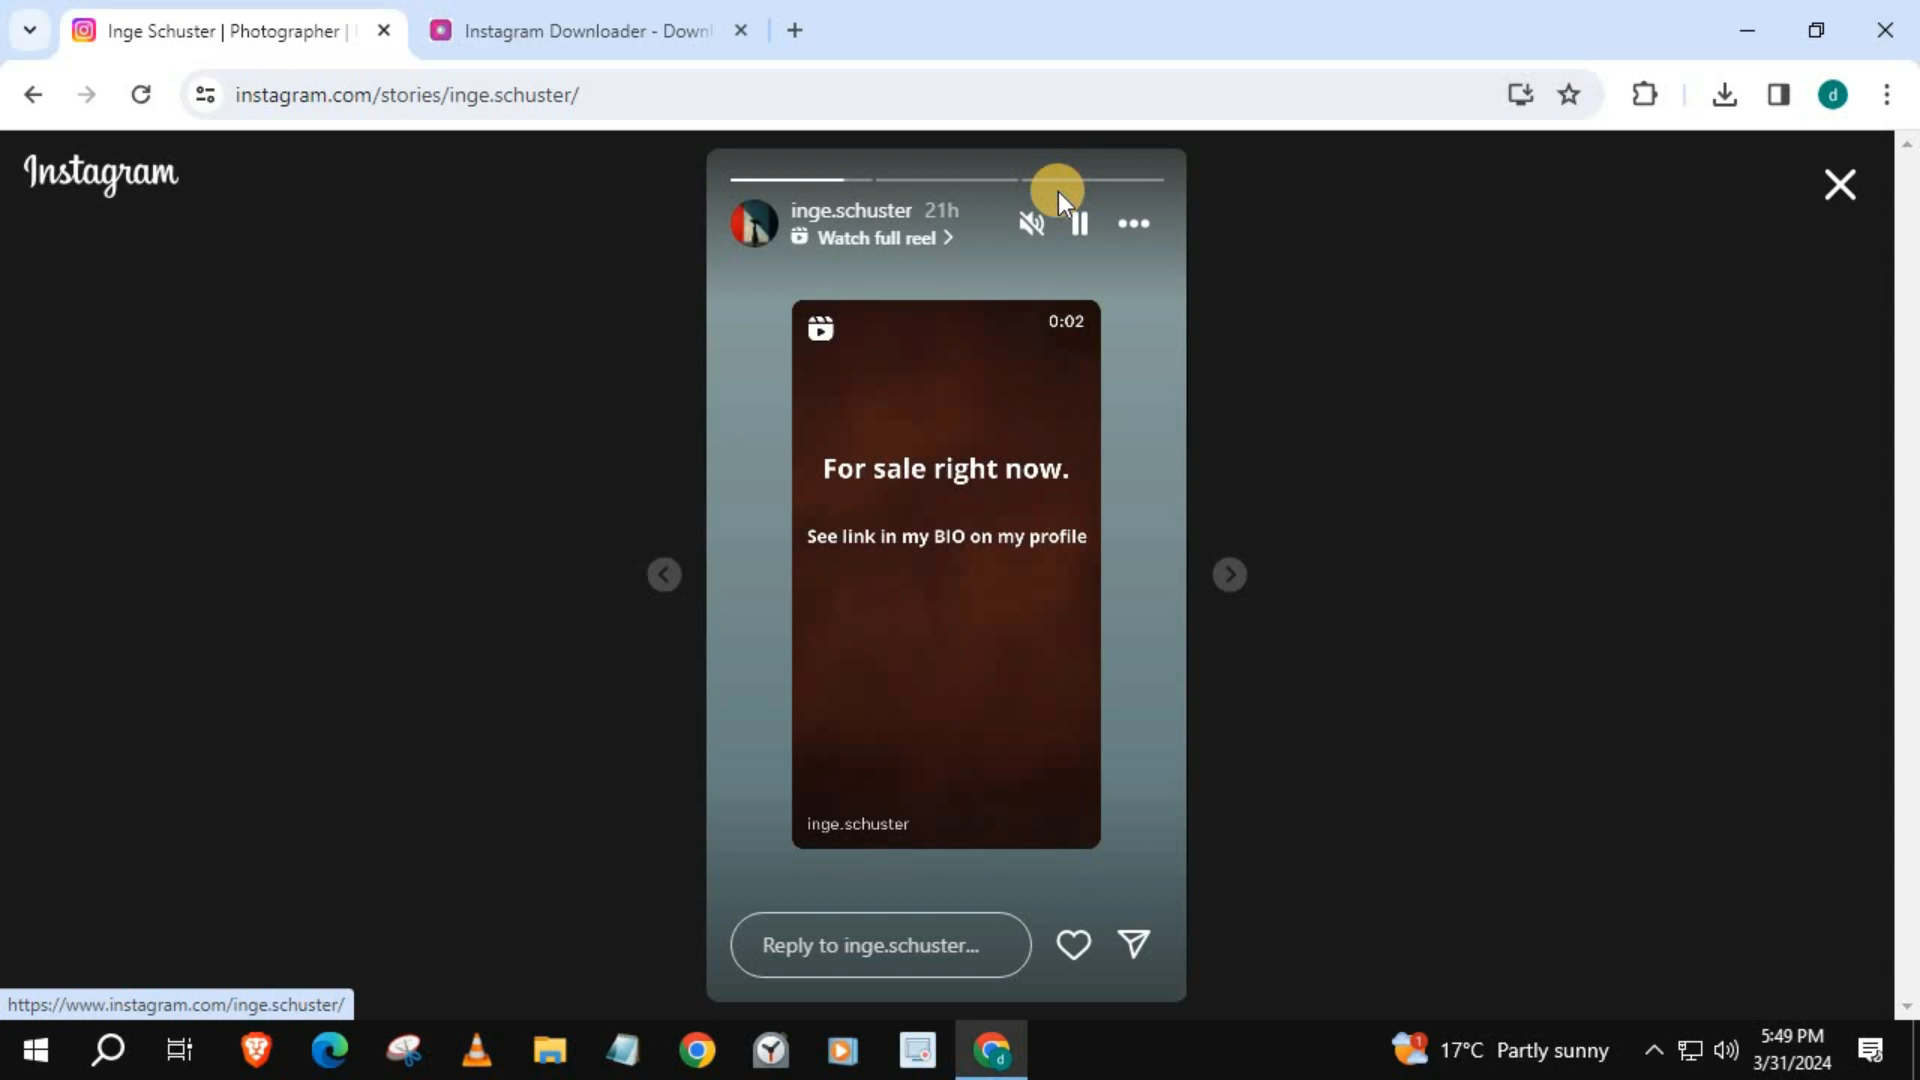 Inge Schuster | Photographer |
Instagram Downloader - Downl
instagram.com/stories/inge.schuster/
d
Instagram
inge.schuster 21h
Watch full reel
0:02
For sale right now.
See link in my BIO on my profile
inge.schuster
Reply to inge.schuster...
https://www.instagram.com/inge.schuster/
d
1
17°C Partly sunny
5:49 PM
3/31/2024